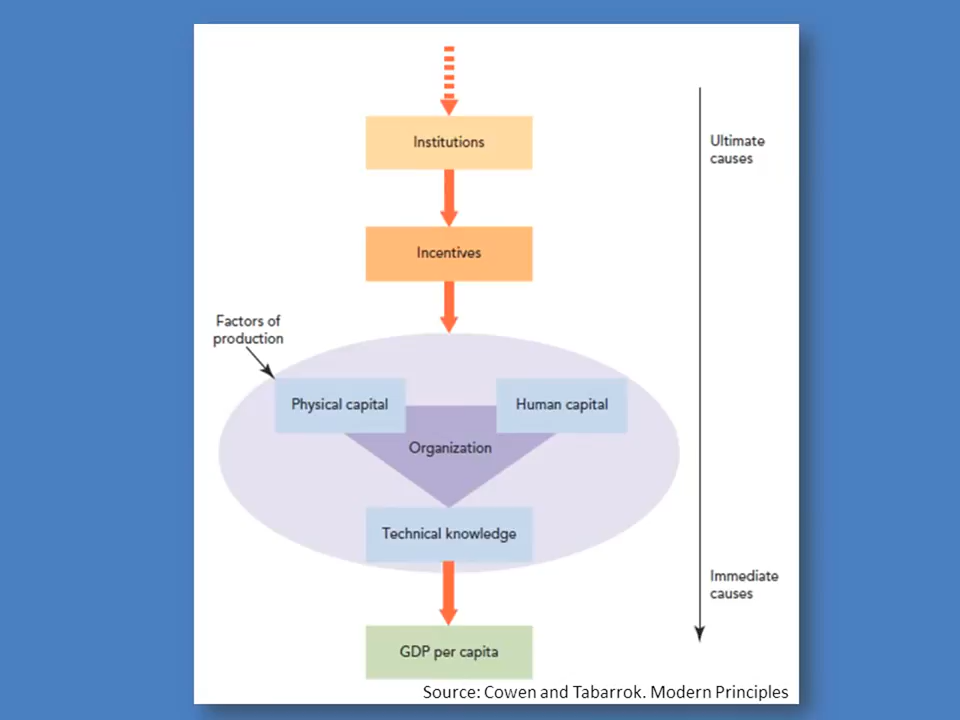 Institutions
Ultimate
causes
Incentives
Factors of
production
Physical capital
Human capital
Organization
Technical knowledge
Immediate
causes
GDP per capita
Source: Cowen and Tabarrok. Modern Principles